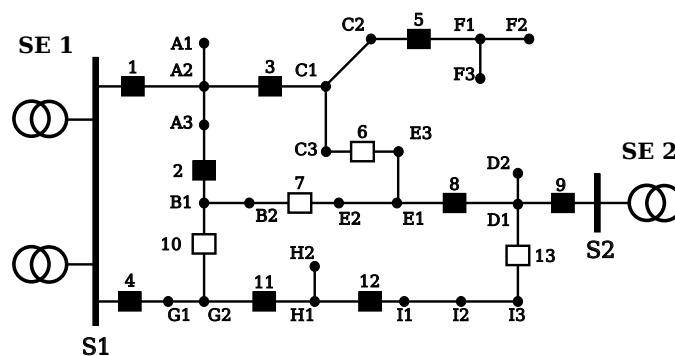 C2 5 F1 F2
SE 1 A1
1 A2 3 C1 F3
A3 C3 6 E3
2 7 8 D2 9 SE 2
B1 B2 E2 E1 D1
10 H2 13 S2
4 11 12
G1 G2 H1 I1 I2 I3
S1